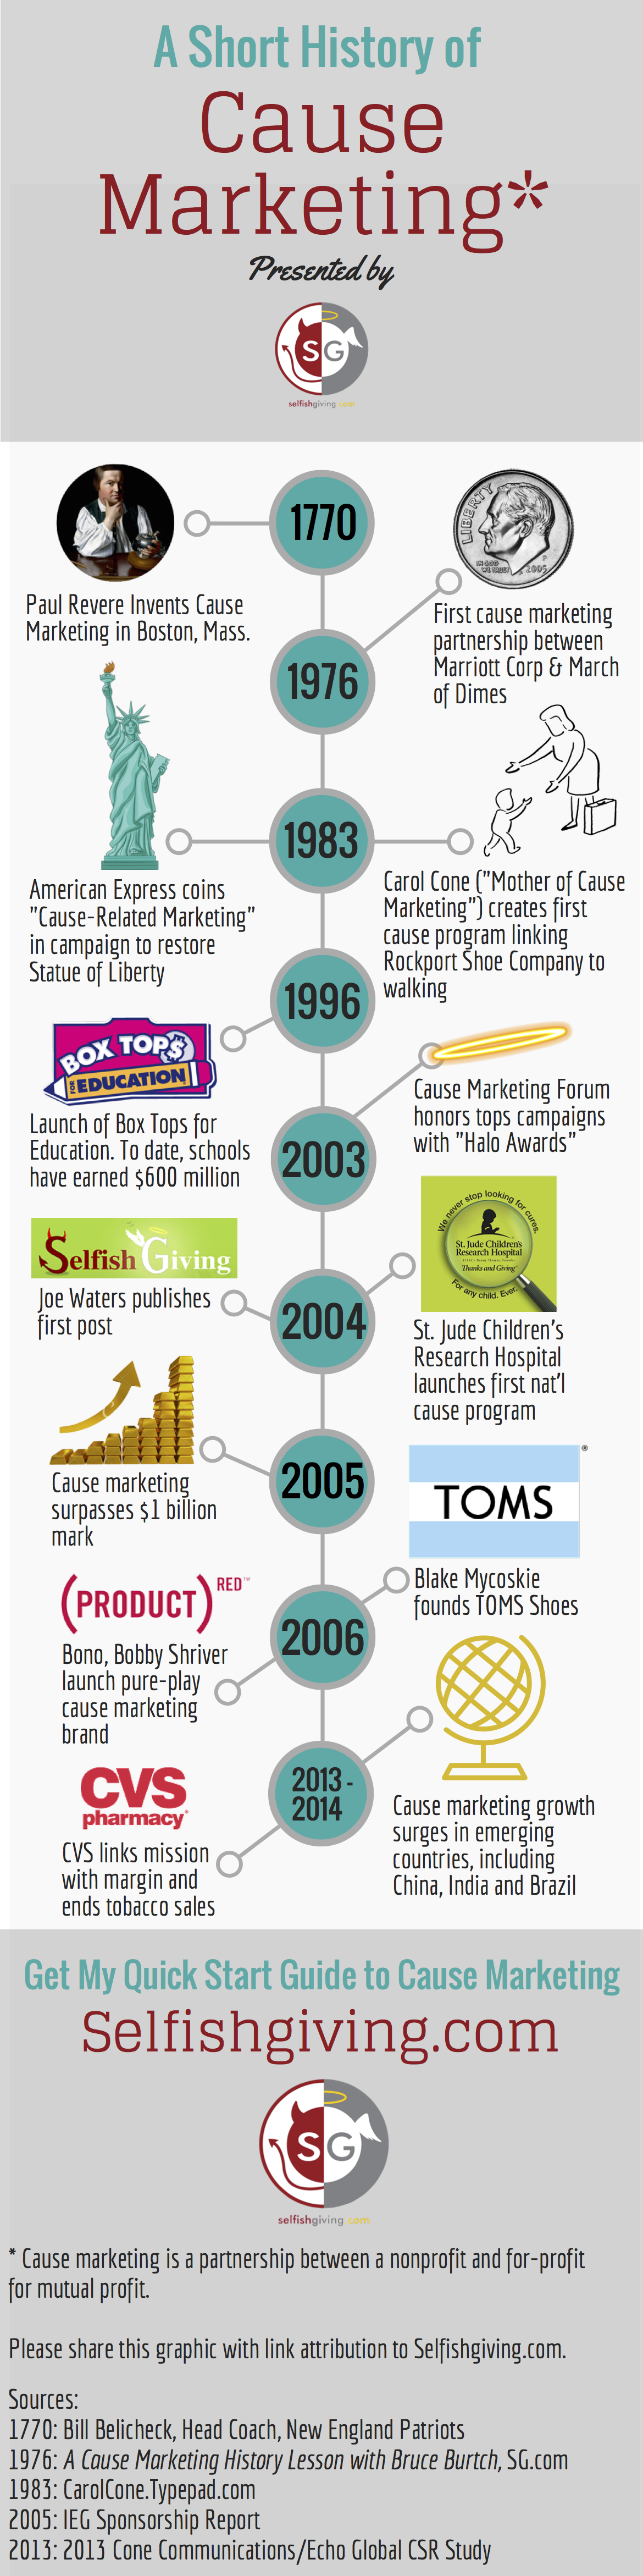 A Short History of
Cause
Marketing*
Presented by
SG
selfishgiving.com
1770
Paul Revere Invents Cause
Marketing in Boston, Mass.
LIBERTY
IN GOD
WE TRUST
2005
1976
First cause marketing
partnership between
Marriott Corp & March
of Dimes
1983
American Express coins
"Cause-Related Marketing"
in campaign to restore
Statue of Liberty
Carol Cone ("Mother of Cause
Marketing") creates first
cause program linking
Rockport Shoe Company to
walking
1996
BOX TOP$
FOR EDUCATION
Launch of Box Tops for
Education. To date, schools
have earned $600 million
2003
Cause Marketing Forum
honors tops campaigns
with "Halo Awards"
Selfish Giving
Joe Waters publishes
first post
2004
We never stop looking for cures.
St. Jude Children's
Research Hospital
Thanks and Giving
For any child. Ever.
St. Jude Children's
Research Hospital
launches first nat'l
cause program
2005
Cause marketing
surpasses $1 billion
mark
TOMS®
Blake Mycoskie
founds TOMS Shoes
2006
(PRODUCT) RED™
Bono, Bobby Shriver
launch pure-play
cause marketing
brand
2013 -
2014
CVS
pharmacy
CVS links mission
with margin and
ends tobacco sales
Cause marketing growth
surges in emerging
countries, including
China, India and Brazil
Get My Quick Start Guide to Cause Marketing
Selfishgiving.com
SG
selfishgiving.com
* Cause marketing is a partnership between a nonprofit and for-profit
for mutual profit.
Please share this graphic with link attribution to Selfishgiving.com.
Sources:
1770: Bill Belicheck, Head Coach, New England Patriots
1976: A Cause Marketing History Lesson with Bruce Burtch, SG.com
1983: CarolCone.Typepad.com
2005: IEG Sponsorship Report
2013: 2013 Cone Communications/Echo Global CSR Study